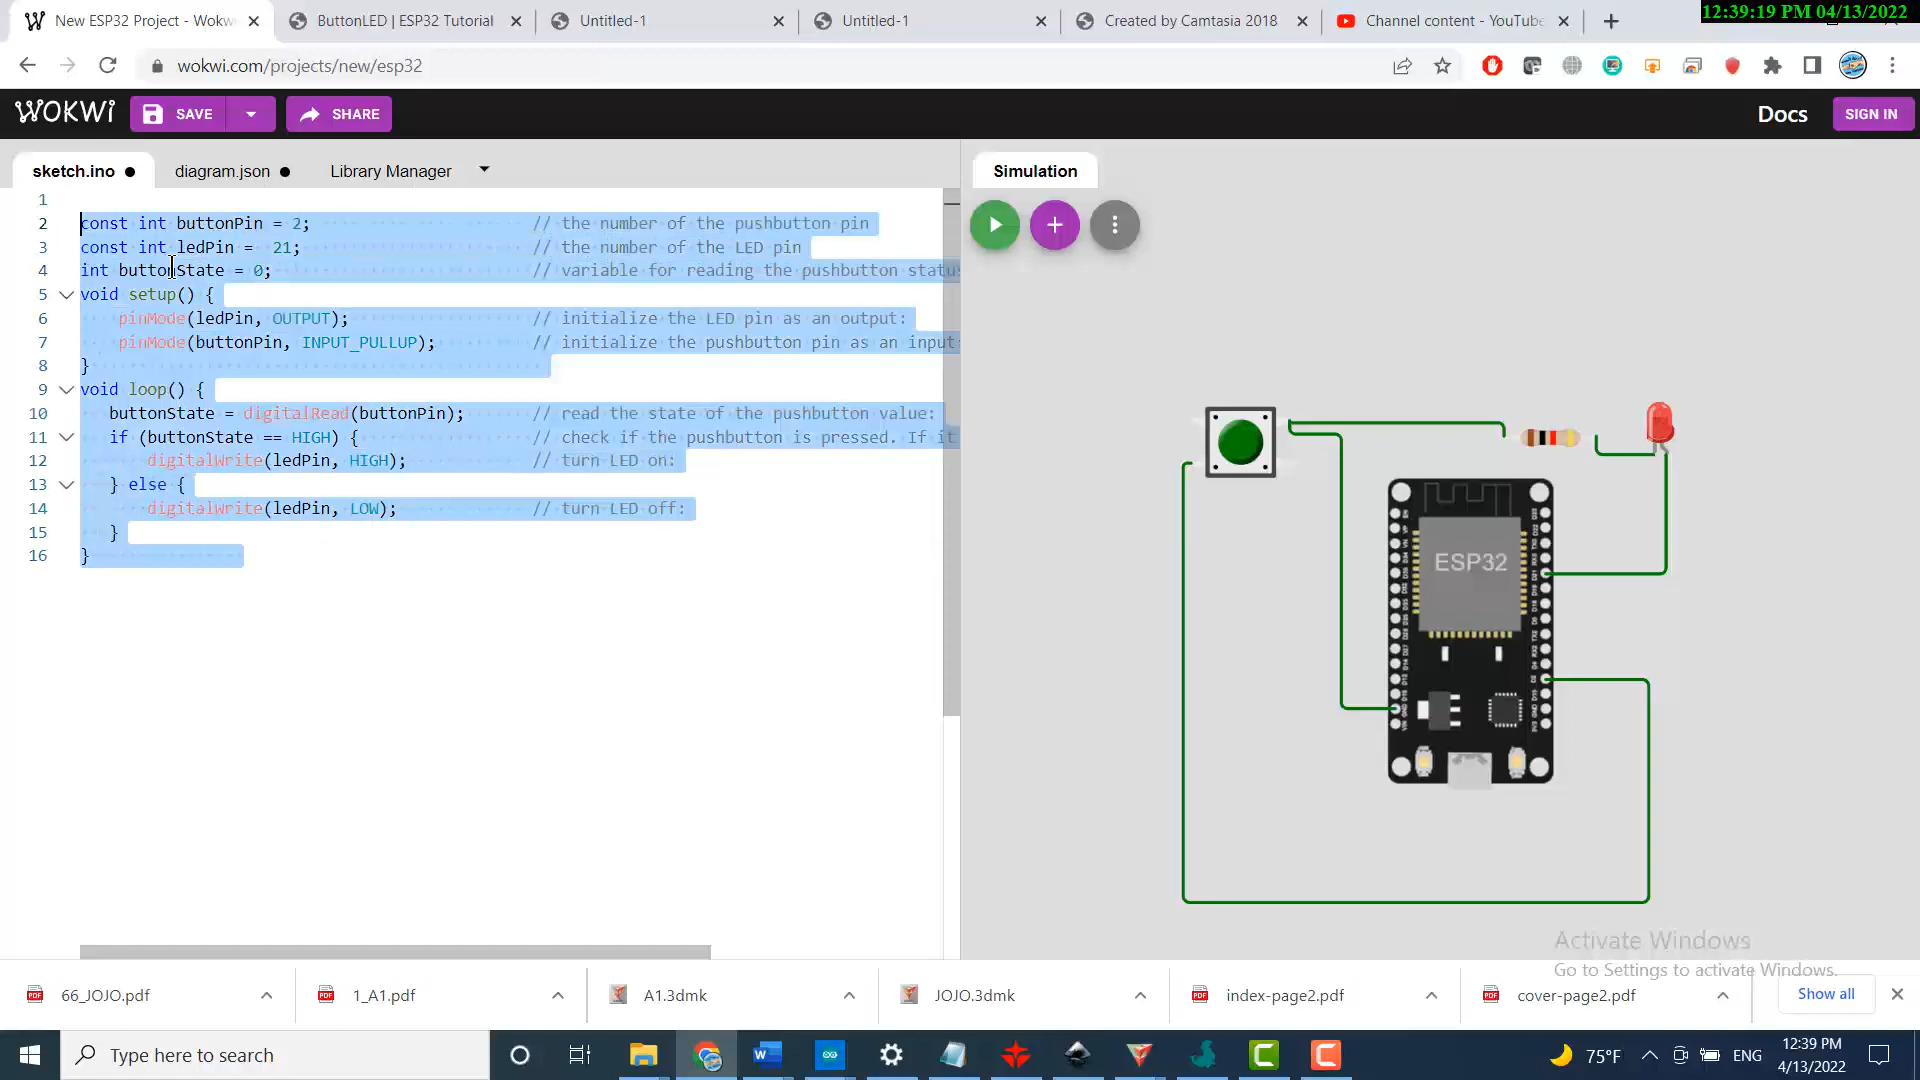 12:39:19 PM 04/13/2022
New ESP32 Project - Wokw
ButtonLED | ESP32 Tutorial
Untitled-1
Untitled-1
Created by Camtasia 2018
Channel content - YouTube
wokwi.com/projects/new/esp32
WOKWI
SAVE
SHARE
Docs
SIGN IN
sketch.ino
diagram.json
Library Manager
Simulation
1
2 const int buttonPin = 2; // the number of the pushbutton pin
3 const int ledPin = 21; // the number of the LED pin
4 int buttonState = 0; // variable for reading the pushbutton status
5 void setup() {
6 pinMode(ledPin, OUTPUT); // initialize the LED pin as an output:
7 pinMode(buttonPin, INPUT_PULLUP); // initialize the pushbutton pin as an input
8 }
9 void loop() {
10 buttonState = digitalRead(buttonPin); // read the state of the pushbutton value:
11 if (buttonState == HIGH) { // check if the pushbutton is pressed. If it
12 digitalWrite(ledPin, HIGH); // turn LED on:
13 } else {
14 digitalWrite(ledPin, LOW); // turn LED off:
15 }
16 }
ESP32
Activate Windows
Go to Settings to activate Windows.
66_JOJO.pdf
1_A1.pdf
A1.3dmk
JOJO.3dmk
index-page2.pdf
cover-page2.pdf
Show all
Type here to search
75°F
ENG
12:39 PM
4/13/2022